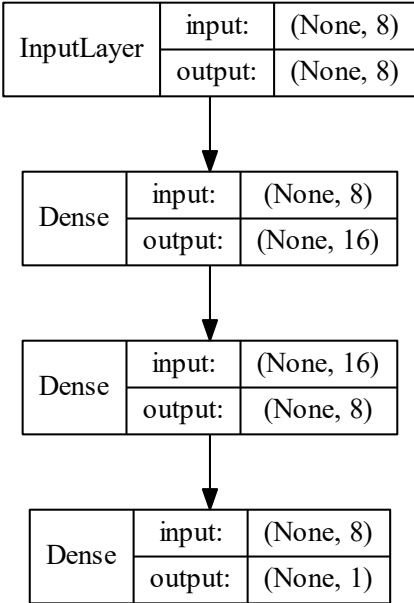 InputLayer
input: (None, 8)
output: (None, 8)
Dense
input: (None, 8)
output: (None, 16)
Dense
input: (None, 16)
output: (None, 8)
Dense
input: (None, 8)
output: (None, 1)